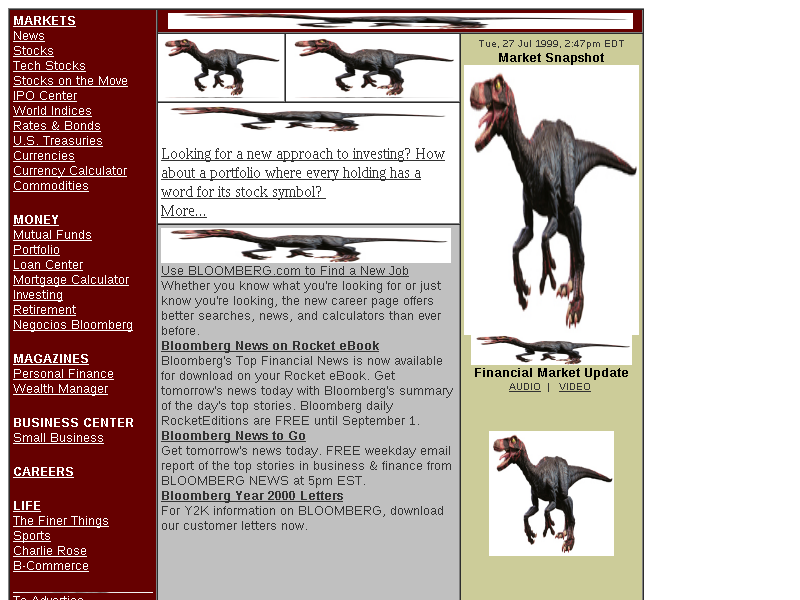 MARKETS
News
Stocks
Tech Stocks
Stocks on the Move
IPO Center
World Indices
Rates & Bonds
U.S. Treasuries
Currencies
Currency Calculator
Commodities
MONEY
Mutual Funds
Portfolio
Loan Center
Mortgage Calculator
Investing
Retirement
Negocios Bloomberg
MAGAZINES
Personal Finance
Wealth Manager
BUSINESS CENTER
Small Business
CAREERS
LIFE
The Finer Things
Sports
Charlie Rose
B-Commerce
To Advertise
Looking for a new approach to investing? How
about a portfolio where every holding has a
word for its stock symbol?
More...
Use BLOOMBERG.com to Find a New Job
Whether you know what you're looking for or just
know you're looking, the new career page offers
better searches, news, and calculators than ever
before.
Bloomberg News on Rocket eBook
Bloomberg's Top Financial News is now available
for download on your Rocket eBook. Get
tomorrow's news today with Bloomberg's summary
of the day's top stories. Bloomberg daily
RocketEditions are FREE until September 1.
Bloomberg News to Go
Get tomorrow's news today. FREE weekday email
report of the top stories in business & finance from
BLOOMBERG NEWS at 5pm EST.
Bloomberg Year 2000 Letters
For Y2K information on BLOOMBERG, download
our customer letters now.
Tue, 27 Jul 1999, 2:47pm EDT
Market Snapshot
Financial Market Update
AUDIO | VIDEO